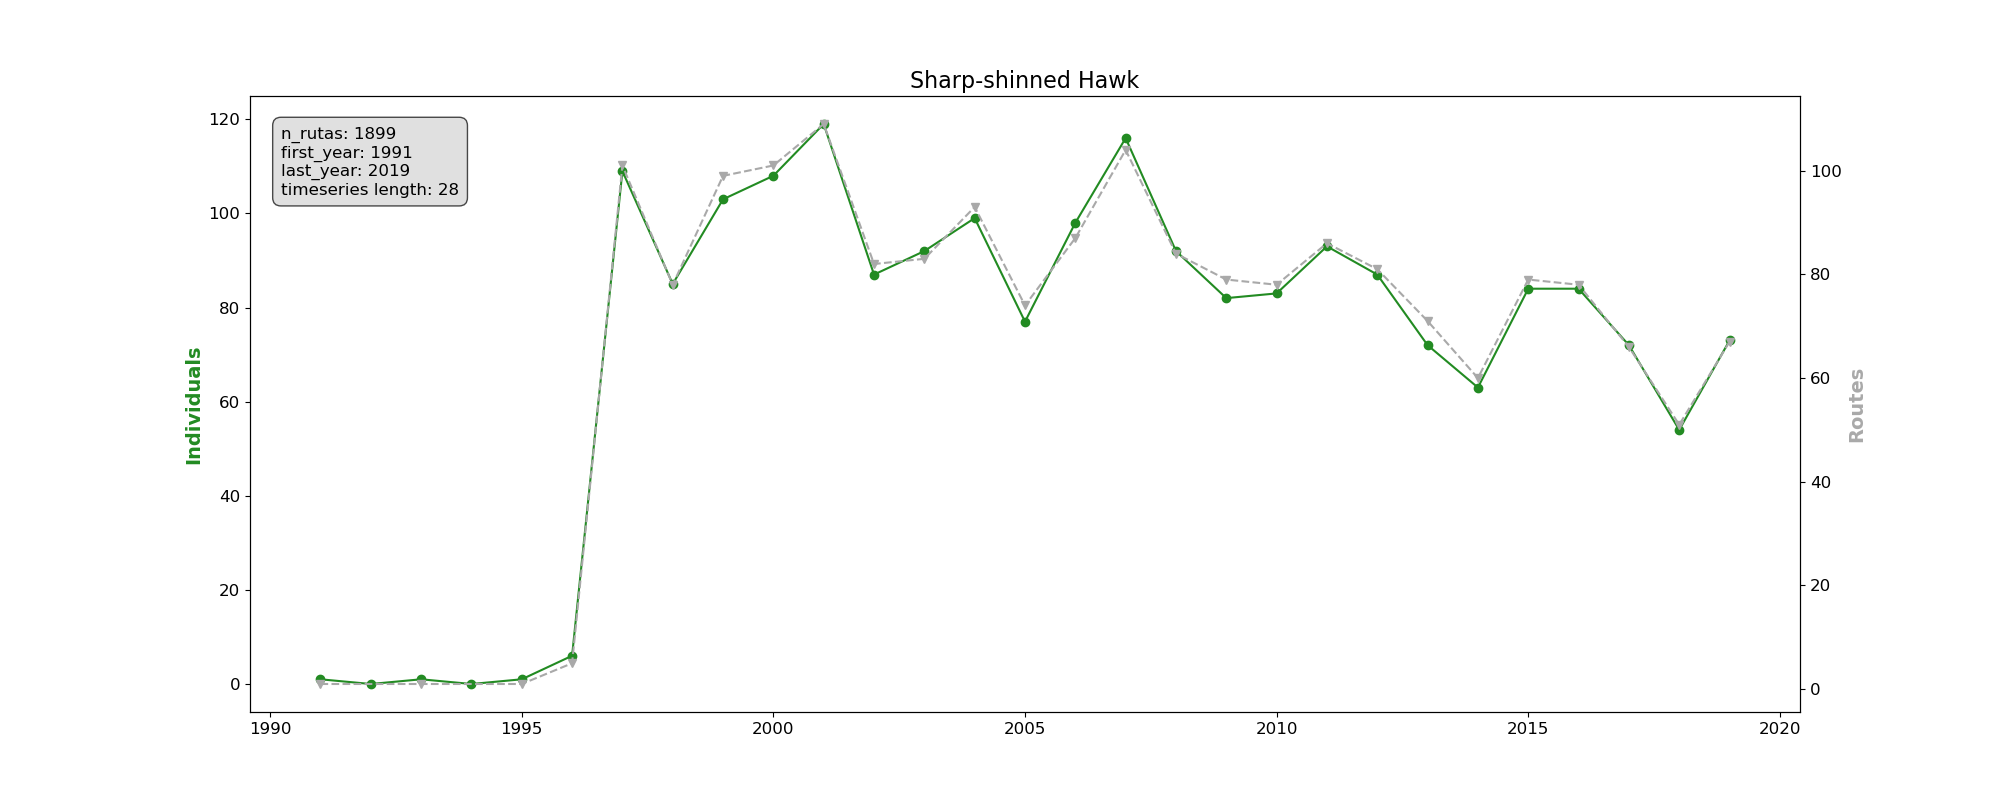 Sharp-shinned Hawk
n_rutas: 1899
first_year: 1991
last_year: 2019
timeseries length: 28
120
100
80
60
40
20
0
Individuals
100
80
60
40
20
0
Routes
1990 1995 2000 2005 2010 2015 2020